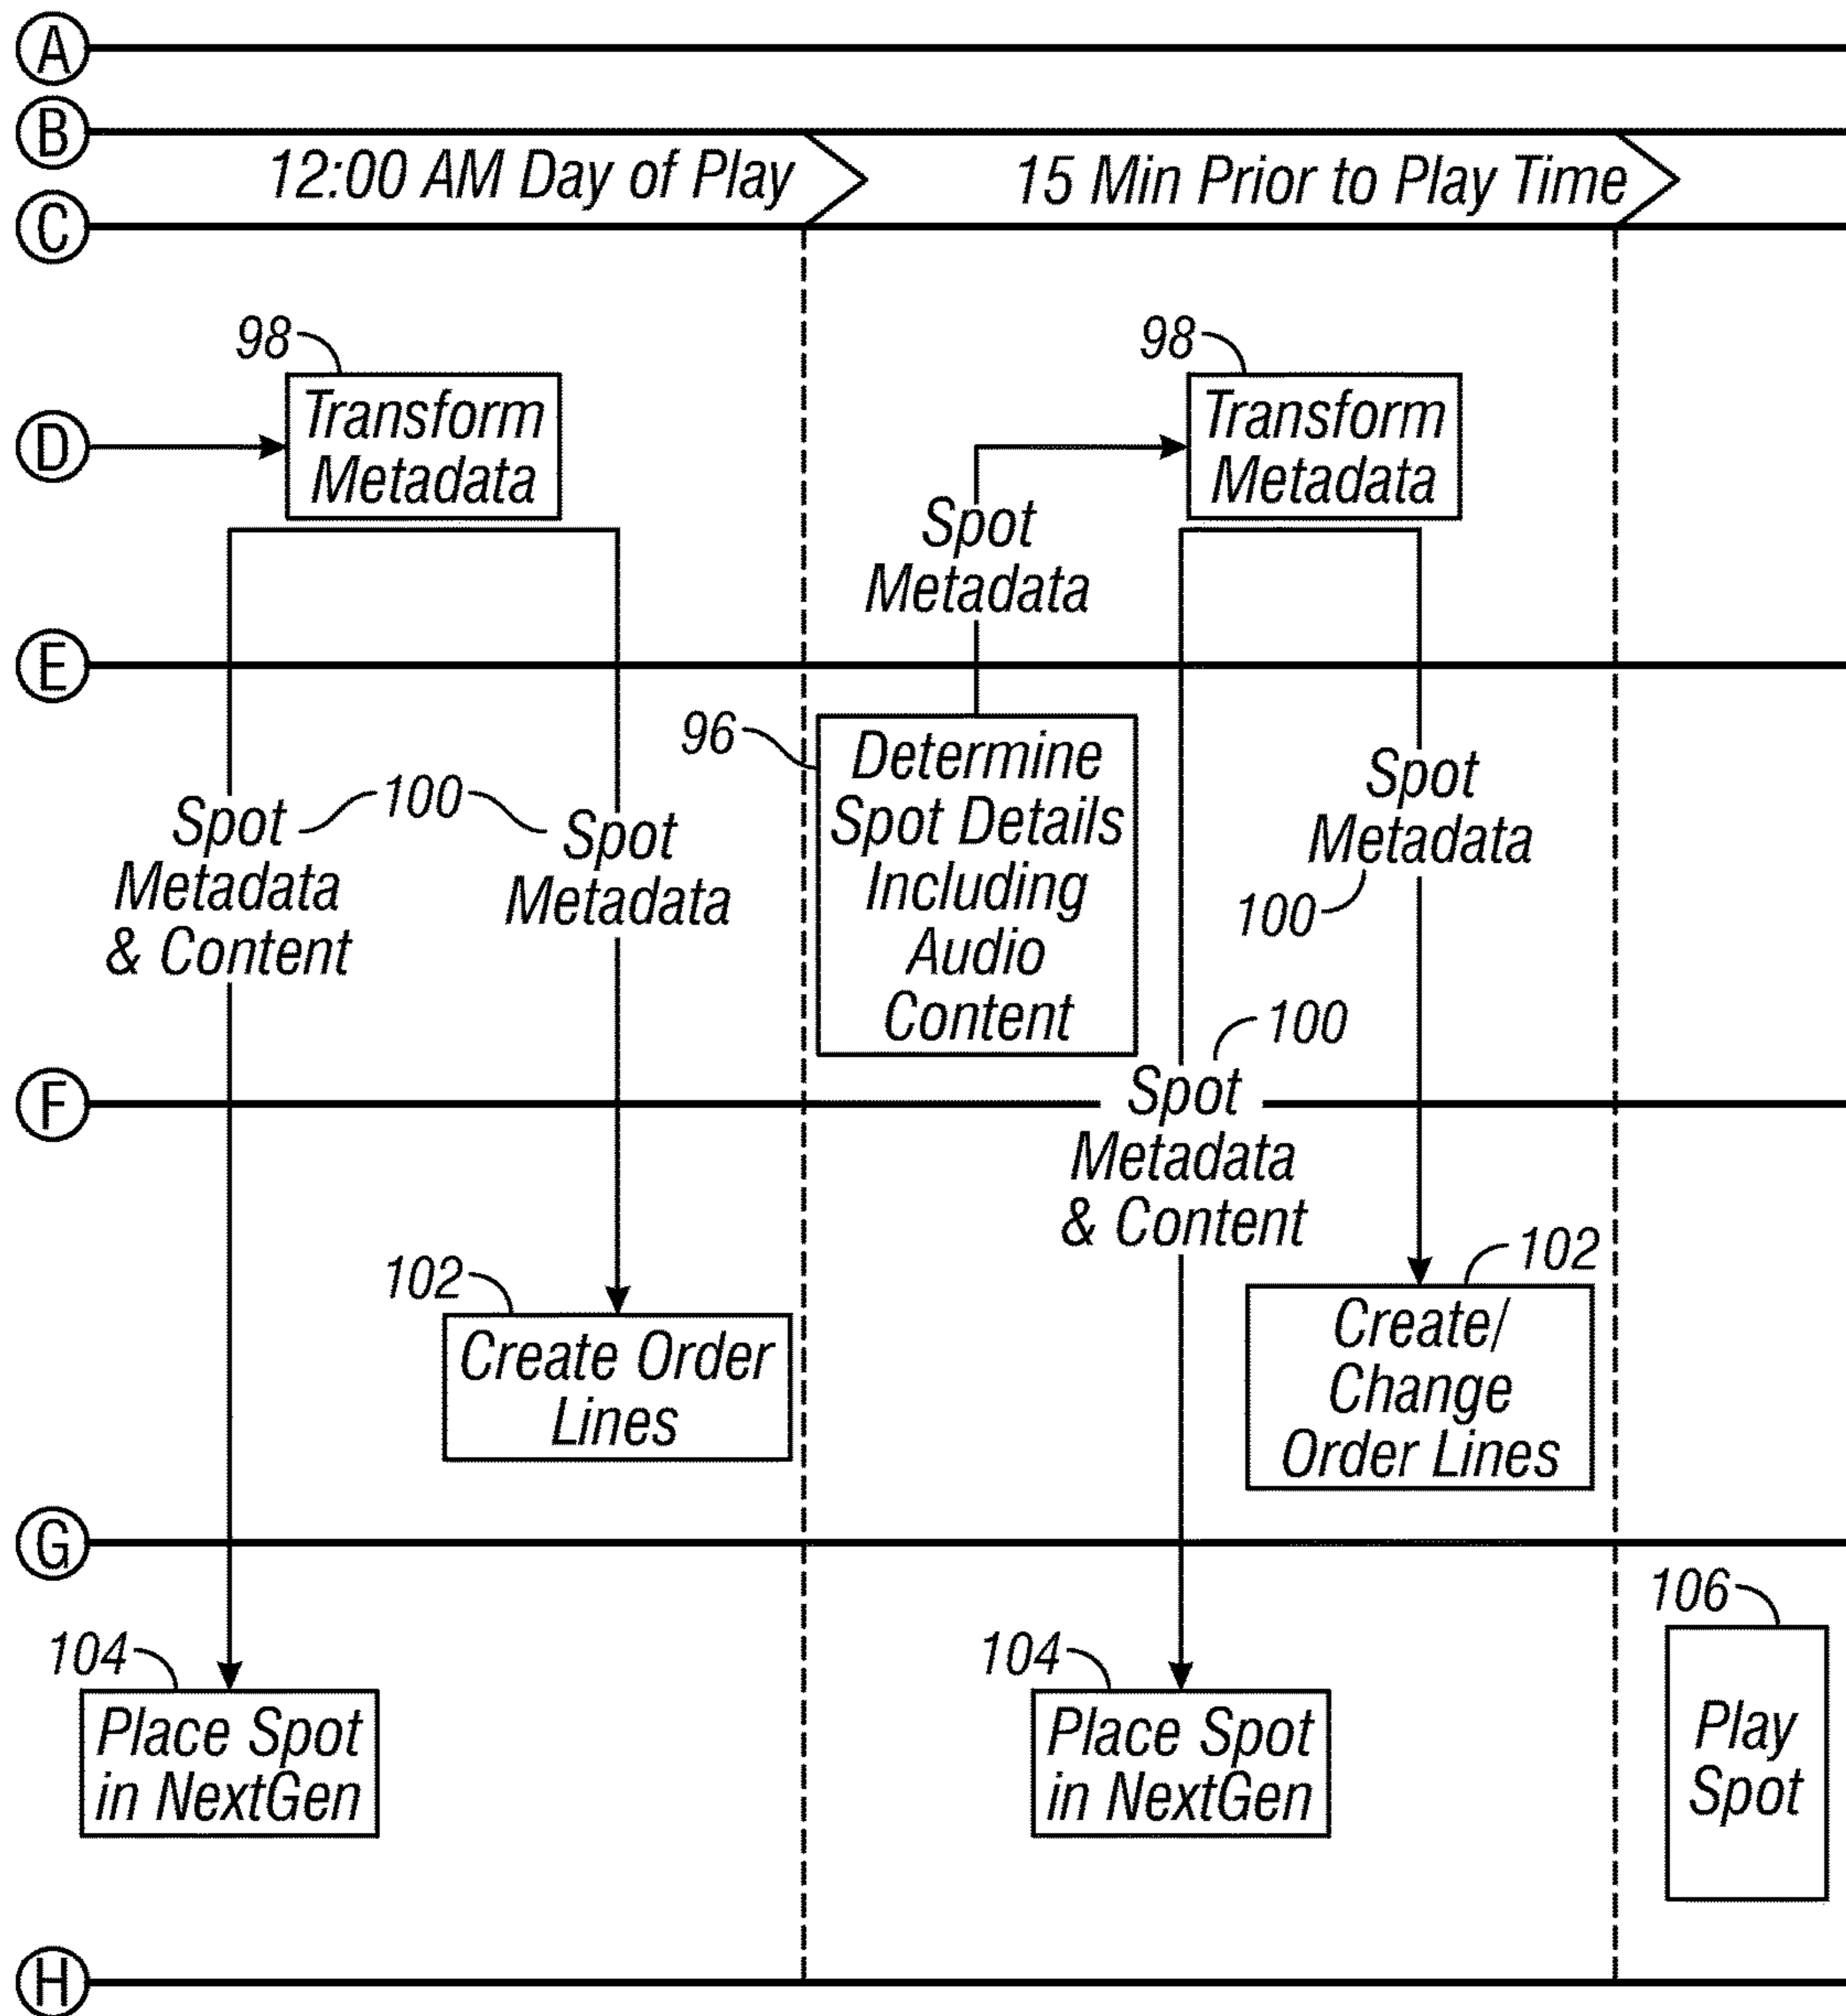 A
B
12:00 AM Day of Play
15 Min Prior to Play Time
C
98
98
D
Transform
Metadata
Transform
Metadata
Spot
Metadata
E
96
Determine
Spot Details
Including
Audio
Content
100
Spot
Metadata
& Content
Spot
Metadata
Spot
Metadata
100
100
F
Spot
Metadata
& Content
102
Create Order
Lines
102
Create/
Change
Order Lines
G
104
Place Spot
in NextGen
104
Place Spot
in NextGen
106
Play
Spot
H